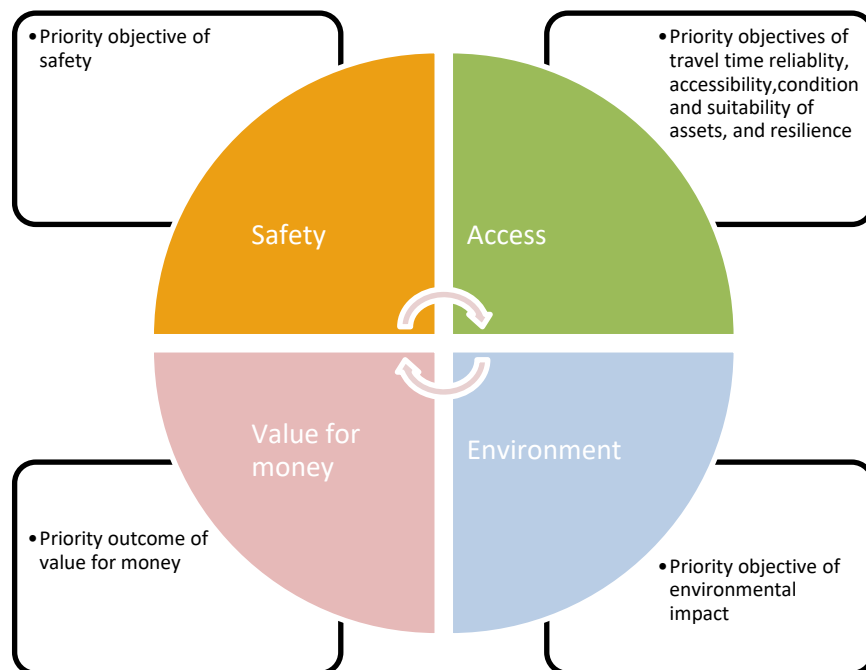 •Priority objective of
safety
•Priority objectives of
travel time reliablity,
accessibility,condition
and suitability of
assets, and resilience
Safety
Access
Value for
money
Environment
•Priority outcome of
value for money
•Priority objective of
environmental
impact